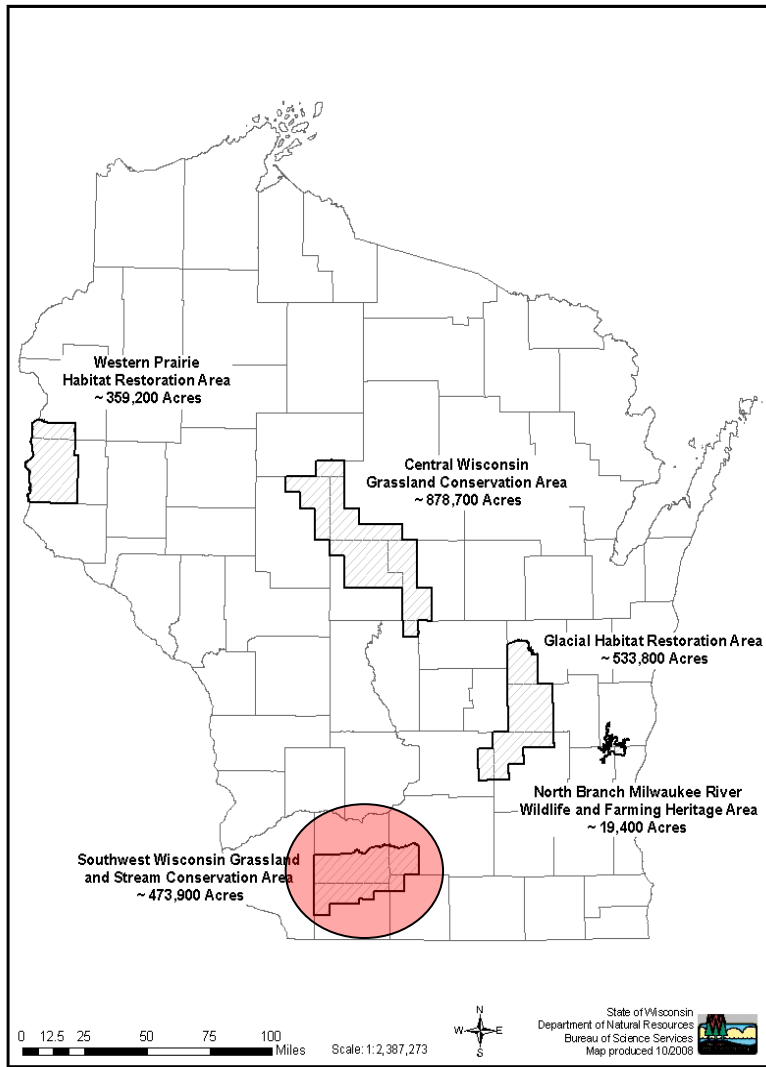 Western Prairie
Habitat Restoration Area
~ 359,200 Acres
Central Wisconsin
Grassland Conservation Area
~ 878,700 Acres
Glacial Habitat Restoration Area
~ 533,800 Acres
North Branch Milwaukee River
Wildlife and Farming Heritage Area
~ 19,400 Acres
Southwest Wisconsin Grassland
and Stream Conservation Area
~ 473,900 Acres
0 12.5 25 50 75 100
Miles
Scale: 1:2,387,273
N
W E
S
State of Wisconsin
Department of Natural Resources
Bureau of Science Services
Map produced 10/2008